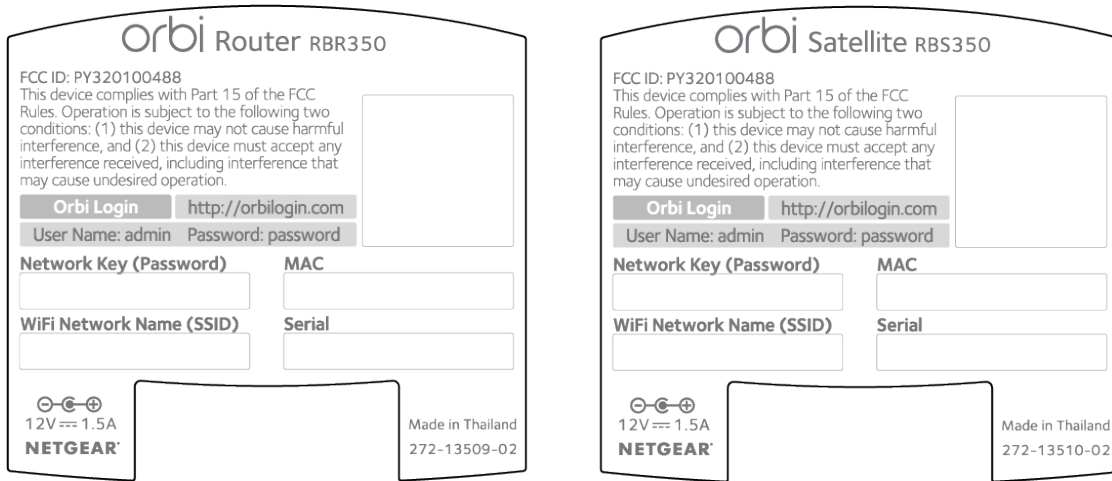 orbi Router RBR350
FCC ID: PY320100488
This device complies with Part 15 of the FCC
Rules. Operation is subject to the following two
conditions: (1) this device may not cause harmful
interference, and (2) this device must accept any
interference received, including interference that
may cause undesired operation.
Orbi Login http://orbilogin.com
User Name: admin Password: password
Network Key (Password) MAC
WiFi Network Name (SSID) Serial
12V⎓1.5A
NETGEAR
Made in Thailand
272-13509-02
orbi Satellite RBS350
FCC ID: PY320100488
This device complies with Part 15 of the FCC
Rules. Operation is subject to the following two
conditions: (1) this device may not cause harmful
interference, and (2) this device must accept any
interference received, including interference that
may cause undesired operation.
Orbi Login http://orbilogin.com
User Name: admin Password: password
Network Key (Password) MAC
WiFi Network Name (SSID) Serial
12V⎓1.5A
NETGEAR
Made in Thailand
272-13510-02